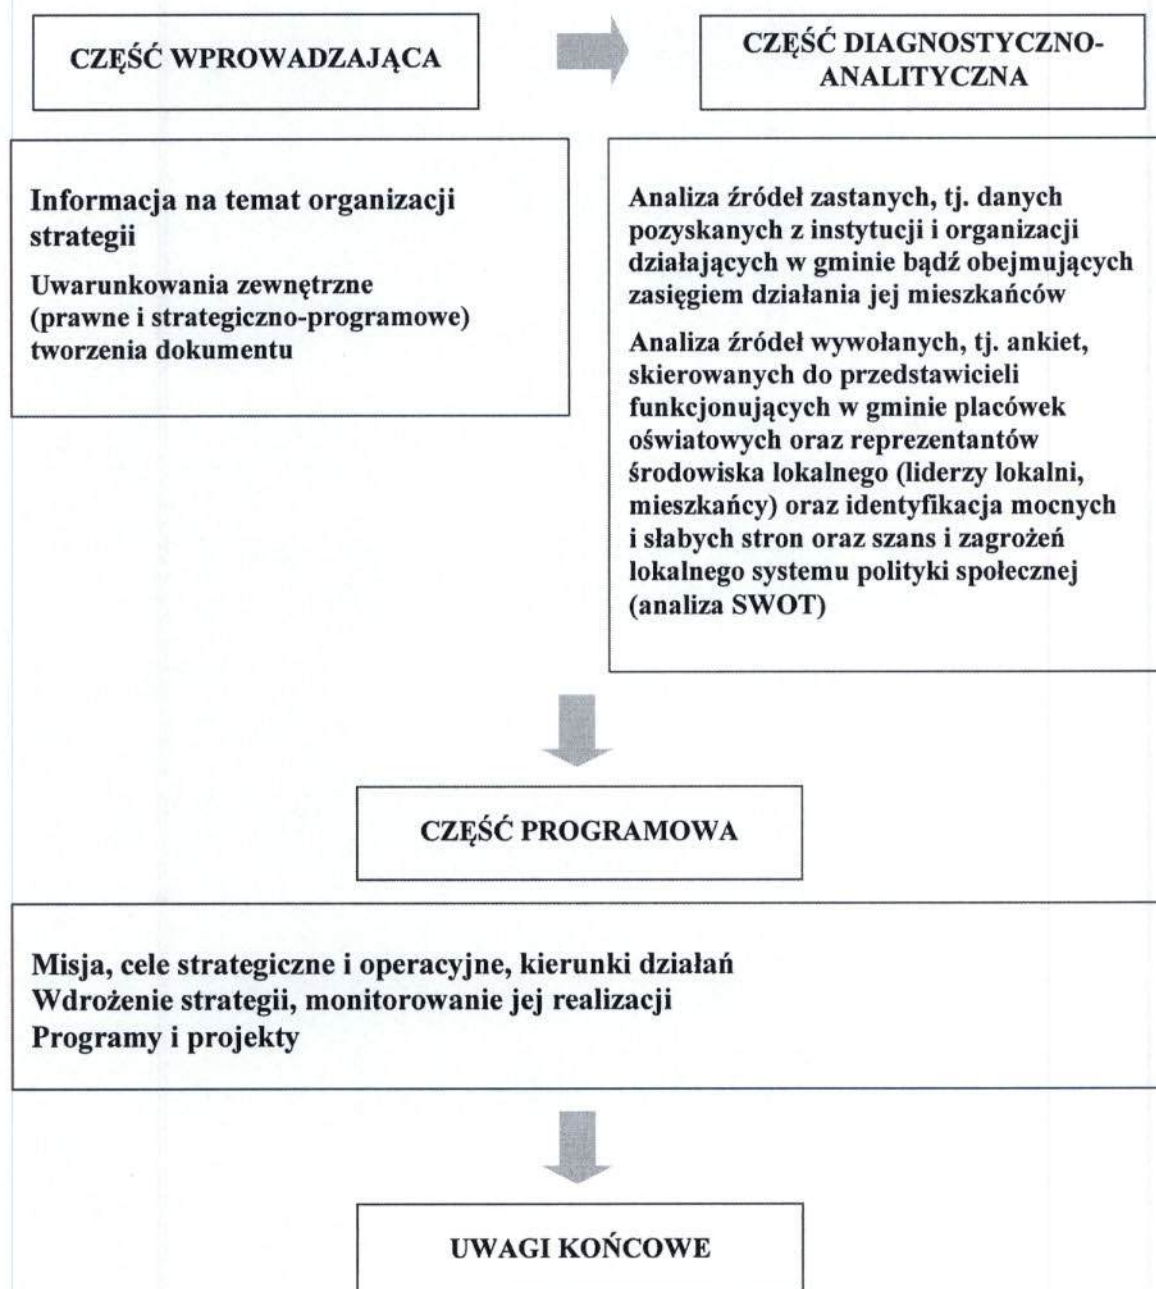 CZĘŚĆ WPROWADZAJĄCA
CZĘŚĆ DIAGNOSTYCZNO-
ANALITYCZNA
Informacja na temat organizacji
strategii
Uwarunkowania zewnętrzne
(prawne i strategiczno-programowe)
tworzenia dokumentu
Analiza źródeł zastanych, tj. danych
pozyskanych z instytucji i organizacji
działających w gminie bądź obejmujących
zasięgiem działania jej mieszkańców
Analiza źródeł wywołanych, tj. ankiet,
skierowanych do przedstawicieli
funkcjonujących w gminie placówek
oświatowych oraz reprezentantów
środowiska lokalnego (liderzy lokalni,
mieszkańcy) oraz identyfikacja mocnych
i słabych stron oraz szans i zagrożeń
lokalnego systemu polityki społecznej
(analiza SWOT)
CZĘŚĆ PROGRAMOWA
Misja, cele strategiczne i operacyjne, kierunki działań
Wdrożenie strategii, monitorowanie jej realizacji
Programy i projekty
UWAGI KOŃCOWE